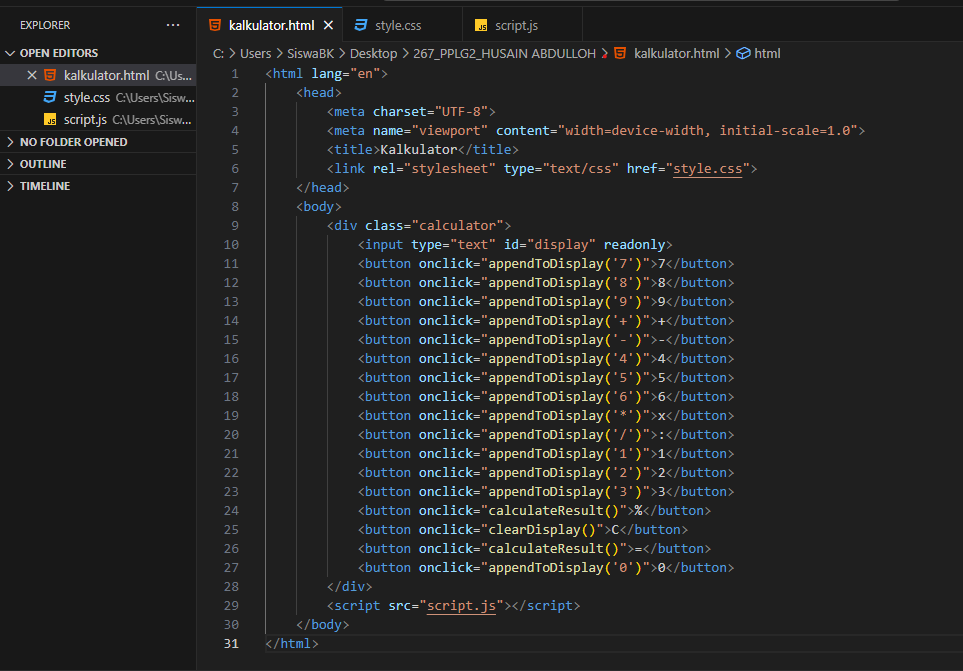 EXPLORER
OPEN EDITORS
kalkulator.html C:\Us...
style.css C:\Users\Sisw...
script.js C:\Users\Sisw...
NO FOLDER OPENED
OUTLINE
TIMELINE
kalkulator.html
style.css
script.js
C: > Users > SiswaBK > Desktop > 267_PPLG2_HUSAIN ABDULLOH > kalkulator.html > html
1 <html lang="en">
2 <head>
3 <meta charset="UTF-8">
4 <meta name="viewport" content="width=device-width, initial-scale=1.0">
5 <title>Kalkulator</title>
6 <link rel="stylesheet" type="text/css" href="style.css">
7 </head>
8 <body>
9 <div class="calculator">
10 <input type="text" id="display" readonly>
11 <button onclick="appendToDisplay('7')">7</button>
12 <button onclick="appendToDisplay('8')">8</button>
13 <button onclick="appendToDisplay('9')">9</button>
14 <button onclick="appendToDisplay('+')">+</button>
15 <button onclick="appendToDisplay('-')">-</button>
16 <button onclick="appendToDisplay('4')">4</button>
17 <button onclick="appendToDisplay('5')">5</button>
18 <button onclick="appendToDisplay('6')">6</button>
19 <button onclick="appendToDisplay('*')">x</button>
20 <button onclick="appendToDisplay('/')">:</button>
21 <button onclick="appendToDisplay('1')">1</button>
22 <button onclick="appendToDisplay('2')">2</button>
23 <button onclick="appendToDisplay('3')">3</button>
24 <button onclick="calculateResult()">%</button>
25 <button onclick="clearDisplay()">C</button>
26 <button onclick="calculateResult()">=</button>
27 <button onclick="appendToDisplay('0')">0</button>
28 </div>
29 <script src="script.js"></script>
30 </body>
31 </html>